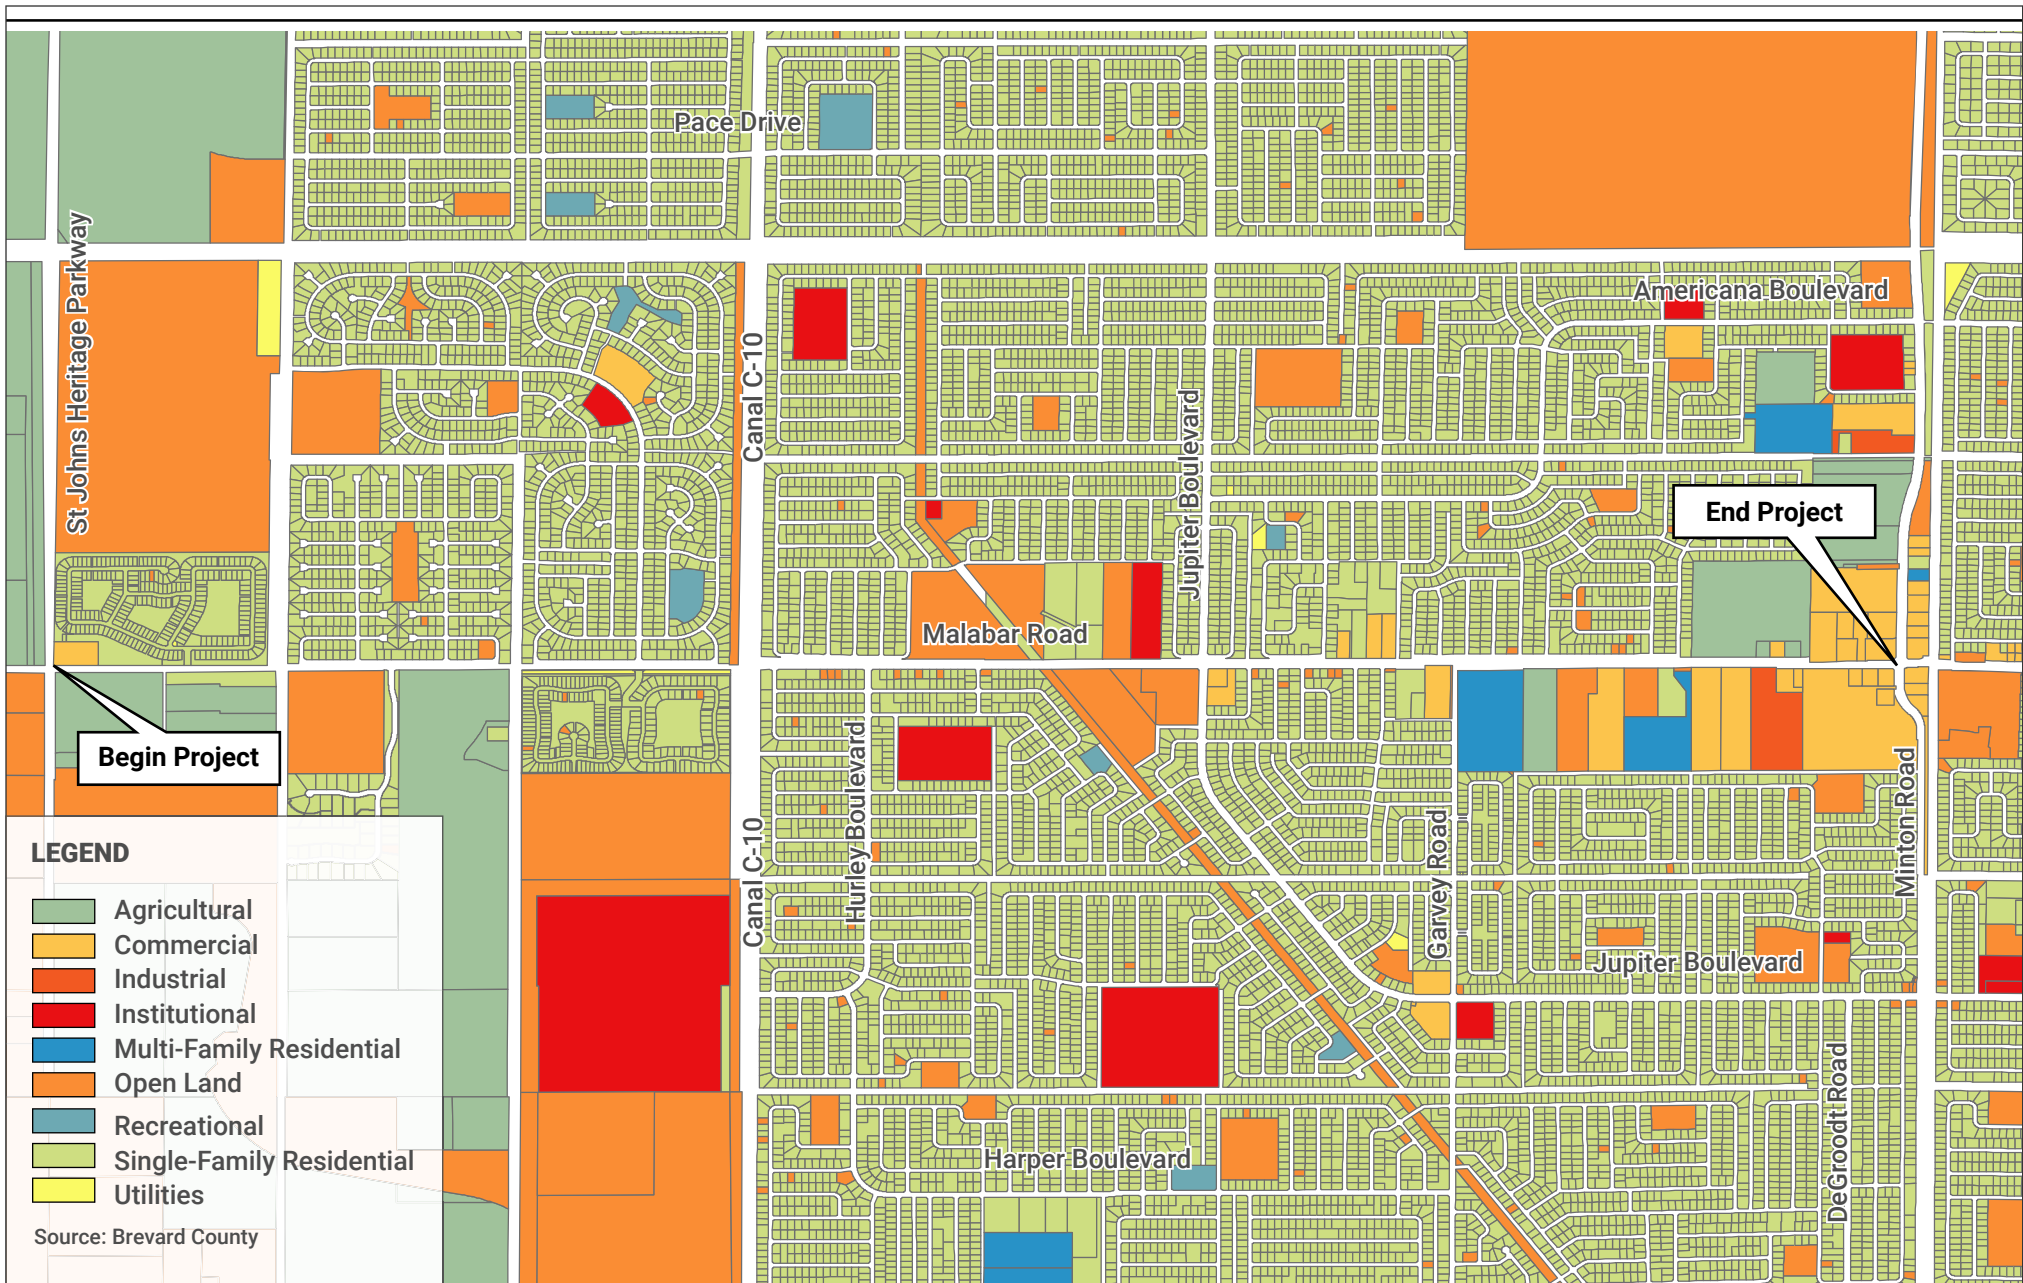 Pace Drive
St Johns Heritage Parkway
Americana Boulevard
Canal C-10
Jupiter Boulevard
End Project
Malabar Road
Begin Project
Hurley Boulevard
Minton Road
Garvey Road
Canal C-10
Jupiter Boulevard
DeGroodt Road
Harper Boulevard
LEGEND
Agricultural
Commercial
Industrial
Institutional
Multi-Family Residential
Open Land
Recreational
Single-Family Residential
Utilities
Source: Brevard County